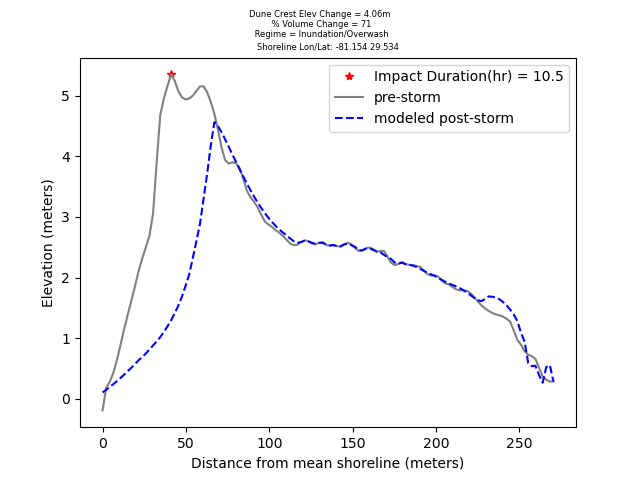 Dune Crest Elev Change = 4.06m
% Volume Change = 71
Regime = Inundation/Overwash
Shoreline Lon/Lat: -81.154 29.534
Impact Duration(hr) = 10.5
pre-storm
modeled post-storm
Elevation (meters)
5
4
3
2
1
0
0 50 100 150 200 250
Distance from mean shoreline (meters)